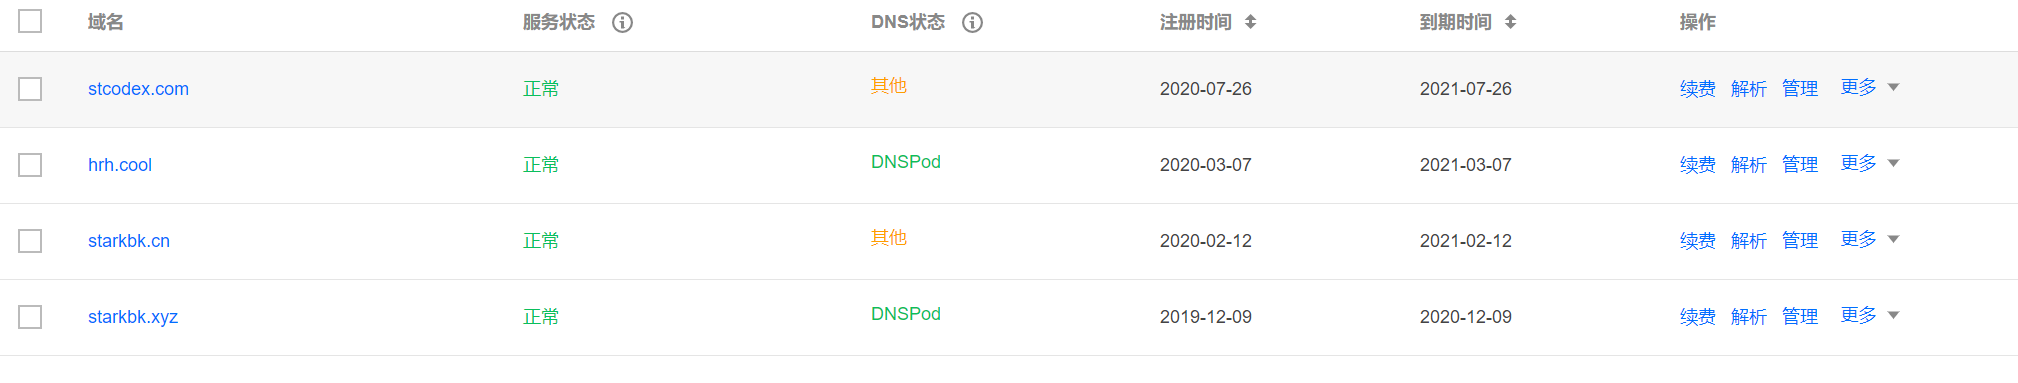 域名 服务状态 DNS状态 注册时间 到期时间 操作
stcodex.com 正常 其他 2020-07-26 2021-07-26 续费 解析 管理 更多
hrh.cool 正常 DNSPod 2020-03-07 2021-03-07 续费 解析 管理 更多
starkbk.cn 正常 其他 2020-02-12 2021-02-12 续费 解析 管理 更多
starkbk.xyz 正常 DNSPod 2019-12-09 2020-12-09 续费 解析 管理 更多